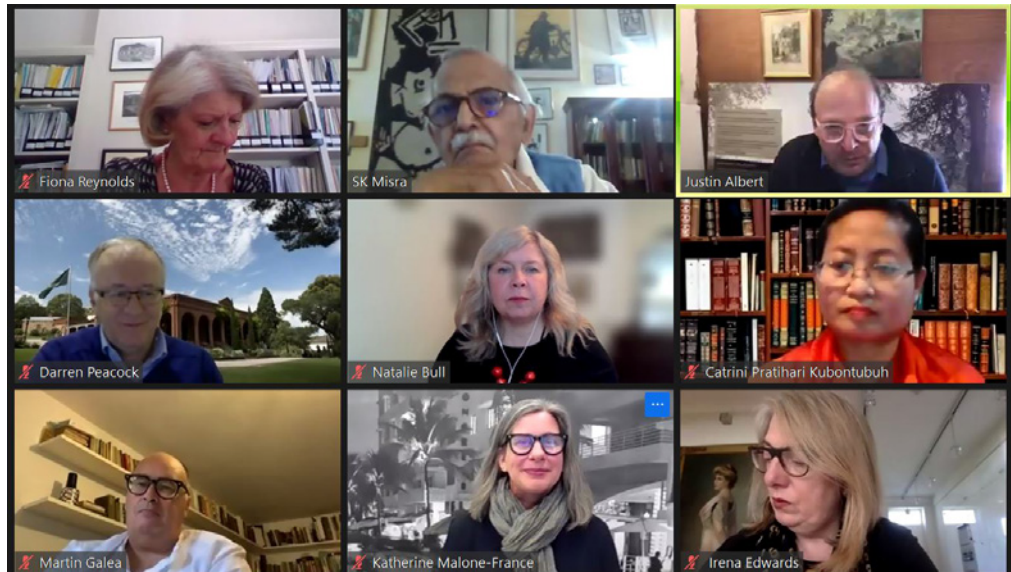 Fiona Reynolds
SK Misra
Justin Albert
Darren Peacock
Natalie Bull
Catrini Pratihari Kubontubuh
Martin Galea
Katherine Malone-France
Irena Edwards